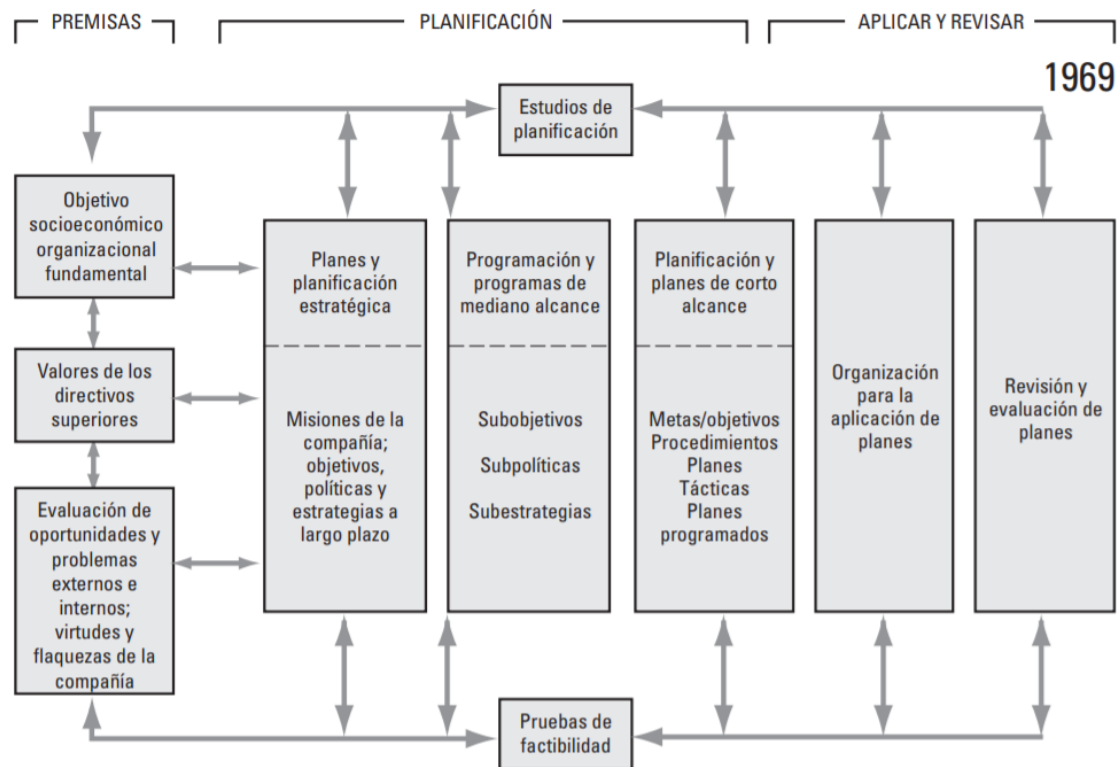 PREMISAS
PLANIFICACIÓN
APLICAR Y REVISAR
1969
Estudios de
planificación
Objetivo
socioeconómico
organizacional
fundamental
Valores de los
directivos
superiores
Evaluación de
oportunidades y
problemas
externos e
internos;
virtudes y
flaquezas de la
compañía
Planes y
planificación
estratégica
Misiones de la
compañía;
objetivos,
políticas y
estrategias a
largo plazo
Programación y
programas de
mediano alcance
Subobjetivos
Subpolíticas
Subestrategias
Planificación y
planes de corto
alcance
Metas/objetivos
Procedimientos
Planes
Tácticas
Planes
programados
Organización
para la
aplicación de
planes
Revisión y
evaluación de
planes
Pruebas de
factibilidad